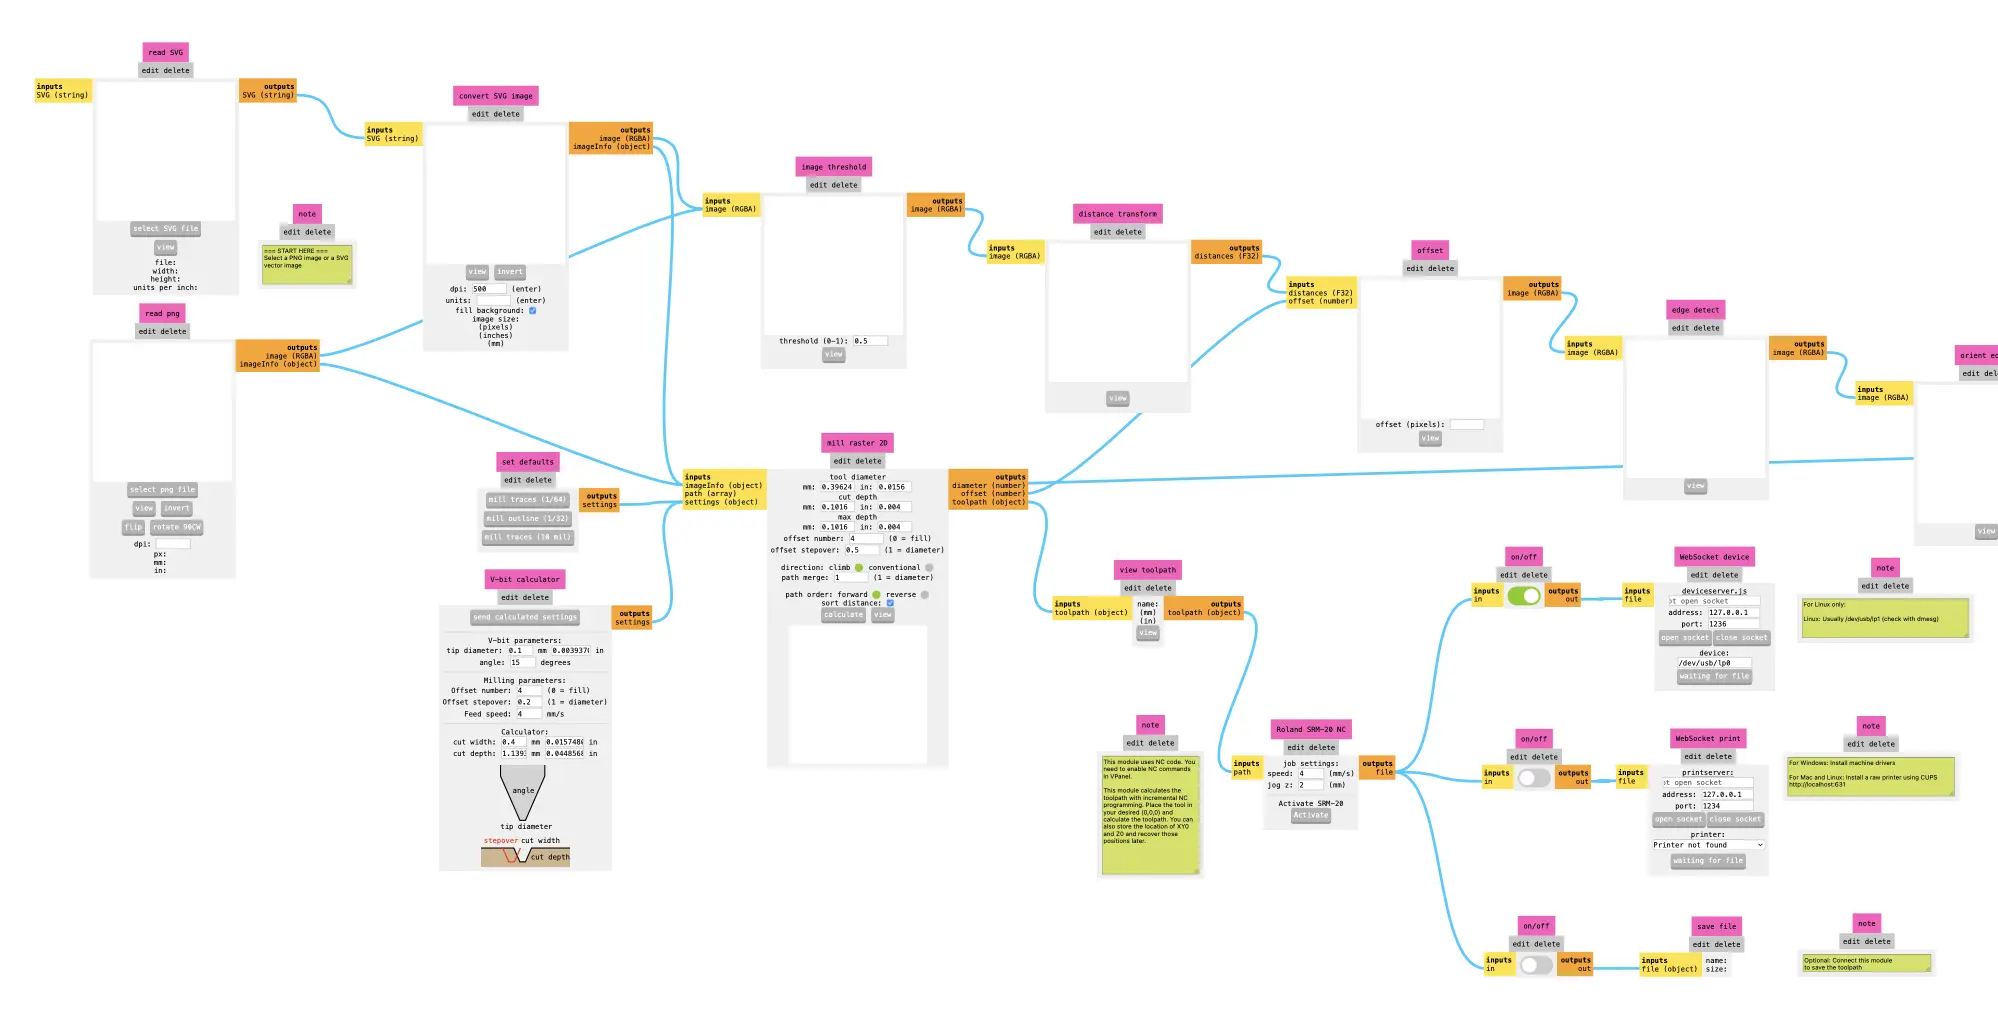 read SVG
edit delete
inputs
SVG (string)
outputs
SVG (string)
select SVG file
view
file:
width:
height:
units per inch:
note
edit delete
=== START HERE ===
Select a PNG image or a SVG
vector image
read png
edit delete
outputs
image (RGBA)
imageInfo (object)
select png file
view invert
flip rotate 90CW
dpi:
px:
mm:
in:
convert SVG image
edit delete
inputs
SVG (string)
outputs
image (RGBA)
imageInfo (object)
view invert
dpi: 500 (enter)
units: (enter)
fill background:
image size:
(pixels)
(inches)
(mm)
image threshold
edit delete
inputs
image (RGBA)
outputs
image (RGBA)
threshold (0-1): 0.5
view
distance transform
edit delete
inputs
image (RGBA)
outputs
distances (F32)
view
offset
edit delete
inputs
distances (F32)
offset (number)
outputs
image (RGBA)
offset (pixels):
view
edge detect
edit delete
inputs
image (RGBA)
outputs
image (RGBA)
view
orient ed
edit del
inputs
image (RGBA)
view
set defaults
edit delete
mill traces (1/64)
mill outline (1/32)
mill traces (10 mil)
outputs
settings
V-bit calculator
edit delete
send calculated settings
outputs
settings
V-bit parameters:
tip diameter: 0.1 mm 0.003937( in
angle: 15 degrees
Milling parameters:
Offset number: 4 (0 = fill)
Offset stepover: 0.2 (1 = diameter)
Feed speed: 4 mm/s
Calculator:
cut width: 0.4 mm 0.015748( in
cut depth: 1.139: mm 0.044856( in
angle
tip diameter
stepover cut width
cut depth
mill raster 2D
edit delete
inputs
imageInfo (object)
path (array)
settings (object)
outputs
diameter (number)
offset (number)
toolpath (object)
tool diameter
mm: 0.39624 in: 0.0156
cut depth
mm: 0.1016 in: 0.004
max depth
mm: 0.1016 in: 0.004
offset number: 4 (0 = fill)
offset stepover: 0.5 (1 = diameter)
direction: climb conventional
path merge: 1 (1 = diameter)
path order: forward reverse
sort distance:
calculate view
view toolpath
edit delete
inputs
toolpath (object)
name:
(mm)
(in)
view
outputs
toolpath (object)
note
edit delete
This module uses NC code. You
need to enable NC commands
in VPanel.
This module calculates the
toolpath with incremental NC
programming. Place the tool in
your desired (0,0,0) and
calculate the toolpath. You can
also store the location of XY0
and Z0 and recover those
positions later.
Roland SRM-20 NC
edit delete
inputs
path
outputs
file
job settings:
speed: 4 (mm/s)
jog z: 2 (mm)
Activate SRM-20
Activate
on/off
edit delete
inputs
in
outputs
out
WebSocket device
edit delete
inputs
file
deviceserver.js
ot open socket
address: 127.0.0.1
port: 1236
open socket close socket
device:
/dev/usb/lp0
waiting for file
note
edit delete
For Linux only:
Linux: Usually /dev/usb/lp1 (check with dmesg)
on/off
edit delete
inputs
in
outputs
out
WebSocket print
edit delete
inputs
file
printserver:
ot open socket
address: 127.0.0.1
port: 1234
open socket close socket
printer:
Printer not found
waiting for file
note
edit delete
For Windows: Install machine drivers
For Mac and Linux: install a raw printer using CUPS
http://localhost:631
on/off
edit delete
inputs
in
outputs
out
save file
edit delete
inputs
file (object)
name:
size:
note
edit delete
Optional: Connect this module
to save the toolpath